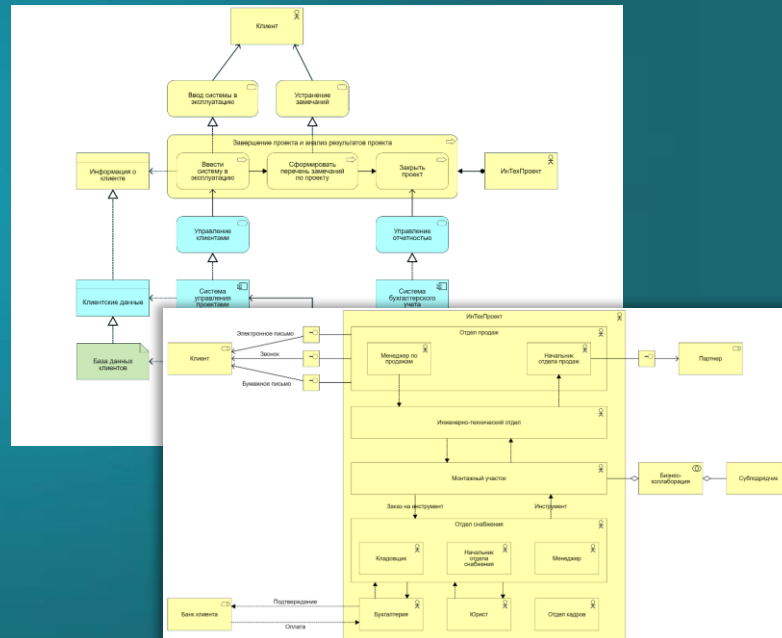 Клиент
Ввод системы в
эксплуатацию
Устранение
замечаний
Завершение проекта и анализ результатов проекта
Информация о
клиенте
Ввести
систему в
эксплуатацию
Сформировать
перечень замечаний
по проекту
Закрыть
проект
ИнТехПроект
Управление
клиентами
Управление
отчетностью
Клиентские данные
Система
управления
проектами
Система
бухгалтерского
учета
База данных
клиентов
ИнТехПроект
Отдел продаж
Электронное письмо
Клиент
Звонок
Менеджер по
продажам
Начальник
отдела продаж
Партнер
Бумажное письмо
Инженерно-технический отдел
Монтажный участок
Бизнес-
коллаборация
Субподрядчик
Заказ на инструмент
Инструмент
Отдел снабжения
Кладовщик
Начальник
отдела
снабжения
Менеджер
Подтверждение
Банк клиента
Бухгалтерия
Юрист
Отдел кадров
Оплата